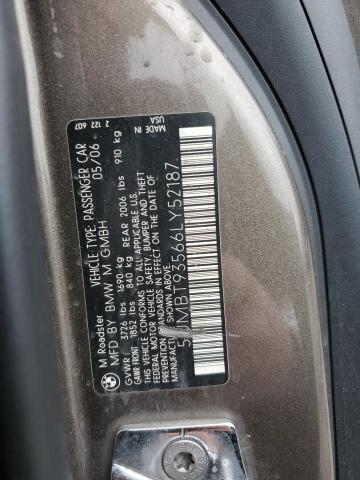 M Roadster VEHICLE TYPE: PASSENGER CAR
MFD BY: BMW M GMBH 05/06
GVWR 3726 lbs 1690 kg REAR 2006 lbs 910 kg
GAWR FRONT 1852 lbs 840 kg
THIS VEHICLE CONFORMS TO ALL APPLICABLE
FEDERAL MOTOR VEHICLE SAFETY, BUMPER AND THEFT
PREVENTION STANDARDS IN EFFECT ON THE DATE OF
MANUFACTURE SHOWN ABOVE.
MBT93566LY52187
2 122 607
MADE IN
USA